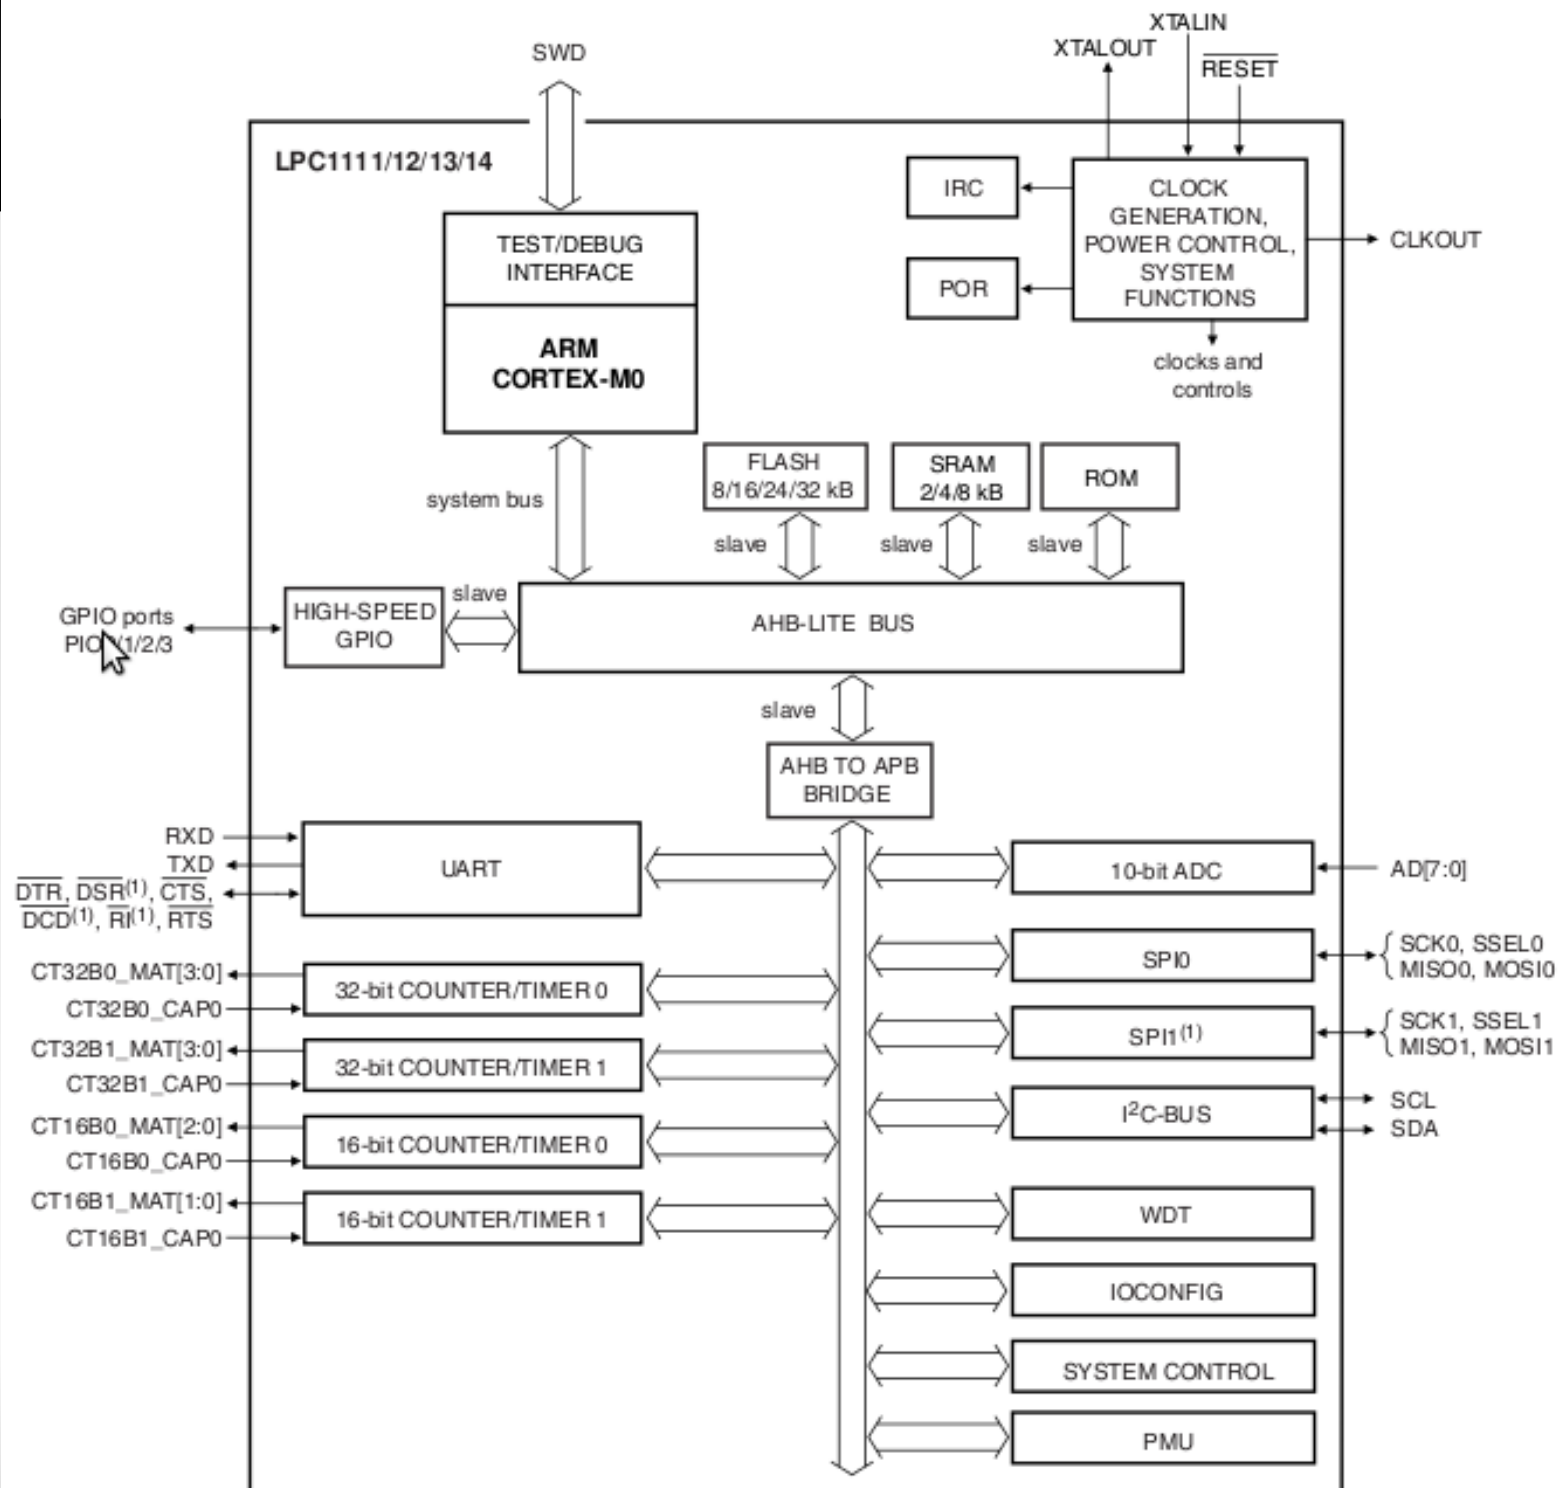 XTALIN
XTALOUT
RESET
SWD
LPC1111/12/13/14
IRC
CLOCK
GENERATION,
POWER CONTROL,
SYSTEM
FUNCTIONS
CLKOUT
POR
TEST/DEBUG
INTERFACE
ARM
CORTEX-M0
clocks and
controls
system bus
FLASH
8/16/24/32 kB
SRAM
2/4/8 kB
ROM
slave
slave
slave
GPIO ports
/1/2/3
HIGH-SPEED
GPIO
slave
AHB-LITE BUS
slave
AHB TO APB
BRIDGE
RXD
TXD
DTR, DSR(1), CTS,
DCD(1), RI(1), RTS
UART
10-bit ADC
AD[7:0]
SPI0
SCK0, SSEL0
MISO0, MOSI0
CT32B0_MAT[3:0]
CT32B0_CAP0
32-bit COUNTER/TIMER 0
SPI1(1)
SCK1, SSEL1
MISO1, MOSI1
CT32B1_MAT[3:0]
CT32B1_CAP0
32-bit COUNTER/TIMER 1
I2C-BUS
SCL
SDA
CT16B0_MAT[2:0]
CT16B0_CAP0
16-bit COUNTER/TIMER 0
CT16B1_MAT[1:0]
CT16B1_CAP0
16-bit COUNTER/TIMER 1
WDT
IOCONFIG
SYSTEM CONTROL
PMU